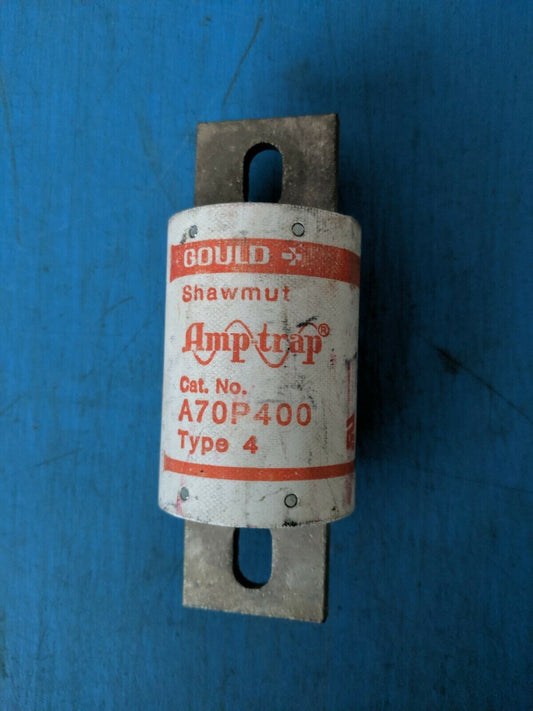 GOULD
Shawmut
Amp-trap®
Cat. No.
A70P400
Type 4